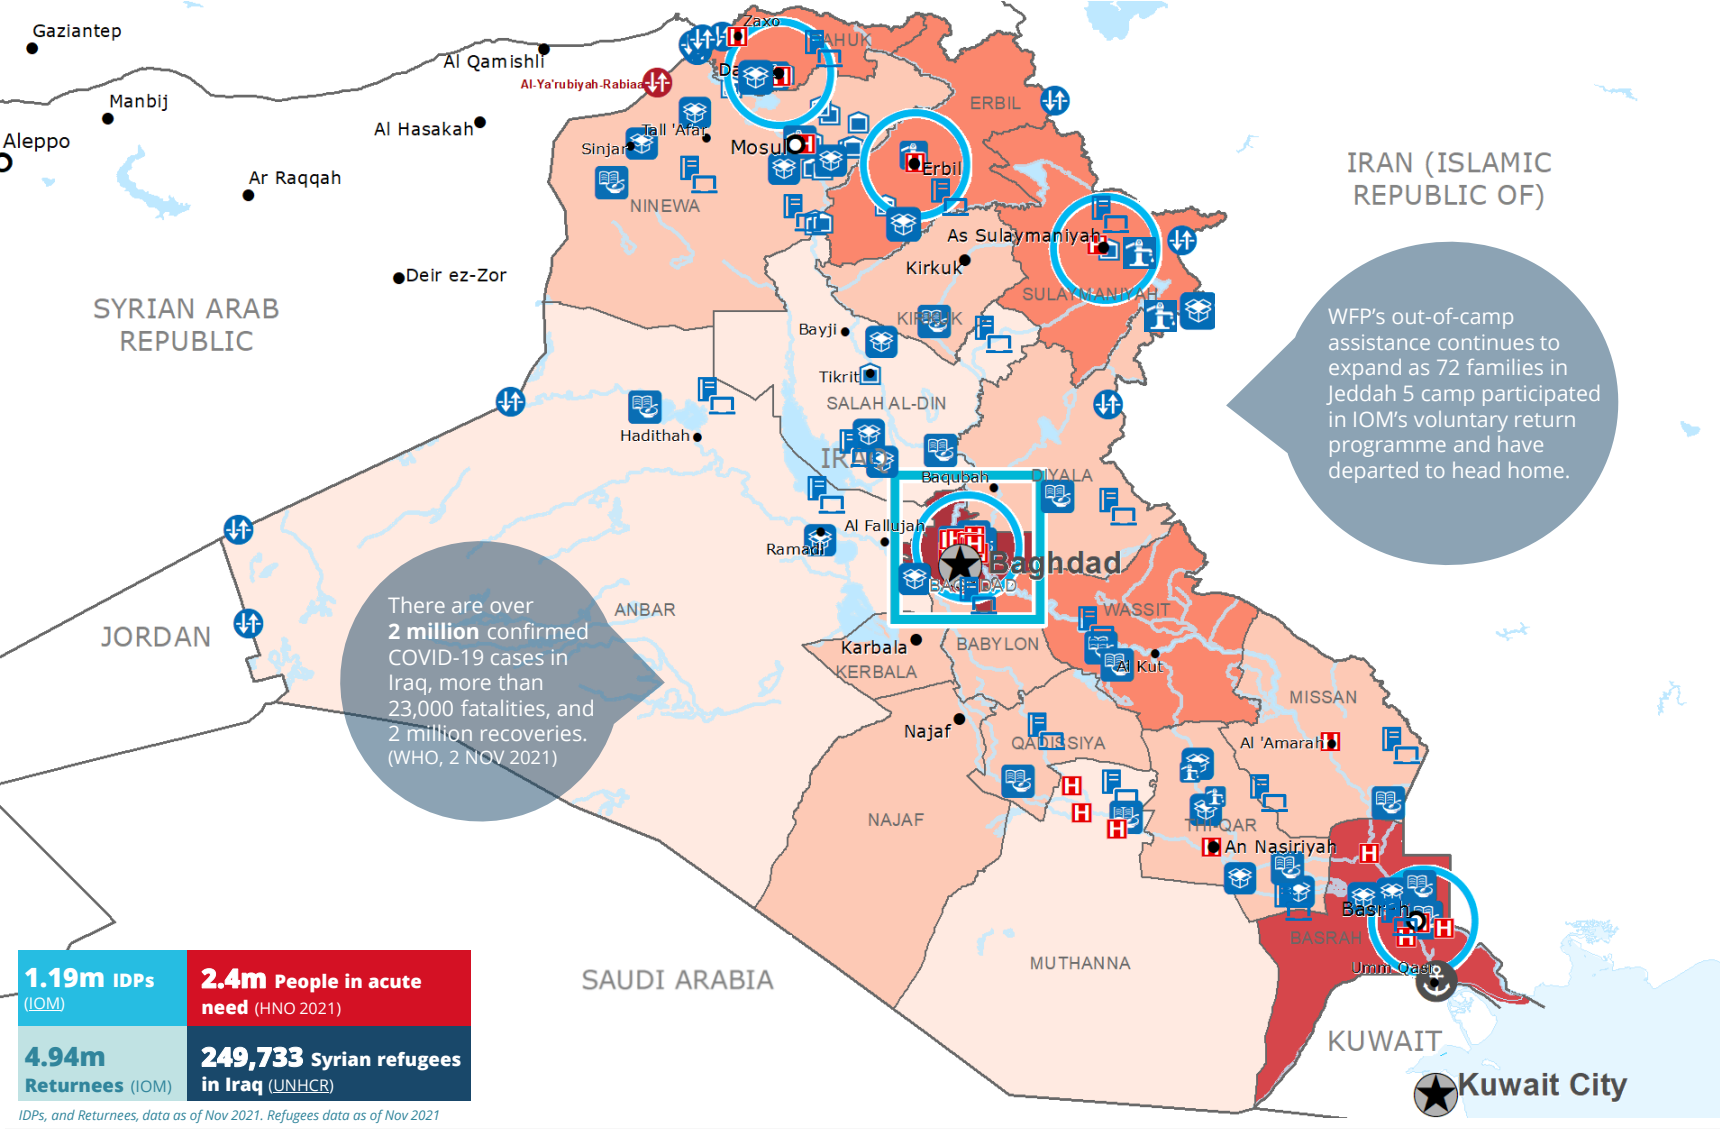 Gaziantep
Zaxo
DAHUK
Al Qamishli
Al-Ya'rubiyah-Rabiaa
Manbij
ERBIL
Al Hasakah
Tall 'Afar
Aleppo
Sinjar
Mosul
Erbil
IRAN (ISLAMIC
REPUBLIC OF)
Ar Raqqah
NINEWA
As Sulaymaniyah
Kirkuk
Deir ez-Zor
SULAYMANIYAH
SYRIAN ARAB
REPUBLIC
KIRKUK
Bayji
WFP’s out-of-camp
assistance continues to
expand as 72 families in
Jeddah 5 camp participated
in IOM’s voluntary return
programme and have
departed to head home.
Tikrit
SALAH AL-DIN
Hadithah
IRAQ
Baqubah
DIYALA
Al Fallujah
Ramadi
Baghdad
BAGHDAD
There are over
2 million confirmed
COVID-19 cases in
Iraq, more than
23,000 fatalities, and
2 million recoveries.
(WHO, 2 NOV 2021)
ANBAR
WASSIT
JORDAN
Karbala
BABYLON
KERBALA
Al Kut
MISSAN
Najaf
QADISSIYA
Al 'Amarah
NAJAF
THI-QAR
An Nasiriyah
Basrah
BASRAH
MUTHANNA
Umm Qasr
SAUDI ARABIA
KUWAIT
Kuwait City
1.19m IDPs
(IOM)
2.4m People in acute
need (HNO 2021)
4.94m
Returnees (IOM)
249,733 Syrian refugees
in Iraq (UNHCR)
IDPs, and Returnees, data as of Nov 2021. Refugees data as of Nov 2021